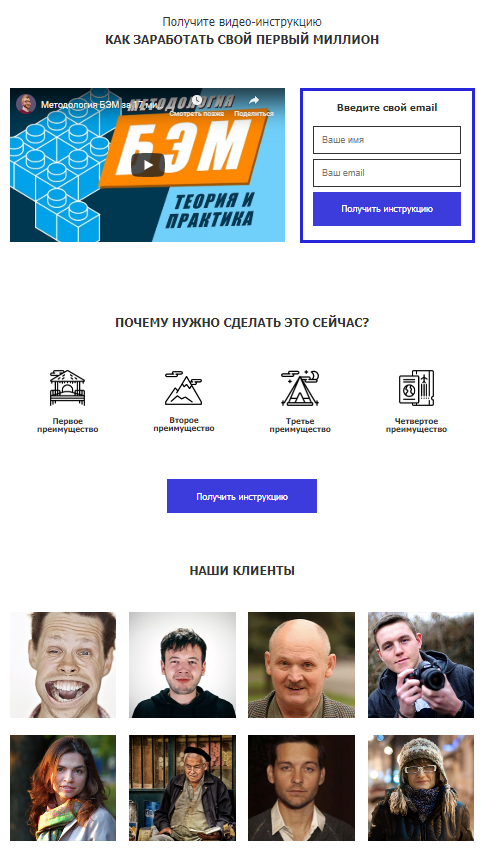 Получите видео-инструкцию
КАК ЗАРАБОТАТЬ СВОЙ ПЕРВЫЙ МИЛЛИОН
Методология БЭМ за 17 ми
Смотреть позже
Поделиться
МЕТОДОЛОГИЯ
БЭМ
ТЕОРИЯ И
ПРАКТИКА
Введите свой email
Ваше имя
Ваш email
Получить инструкцию
ПОЧЕМУ НУЖНО СДЕЛАТЬ ЭТО СЕЙЧАС?
Первое
преимущество
Второе
преимущество
Третье
преимущество
Четвертое
преимущество
Получить инструкцию
НАШИ КЛИЕНТЫ